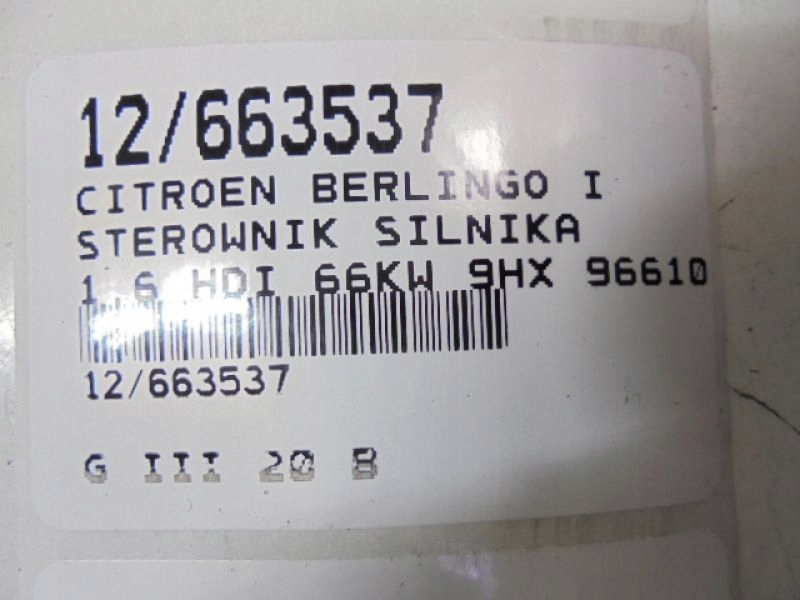 12/663537
CITROEN BERLINGO I
STEROWNIK SILNIKA
1.6 HDI 66KW 9HX 96610
12/663537
G III 20 B